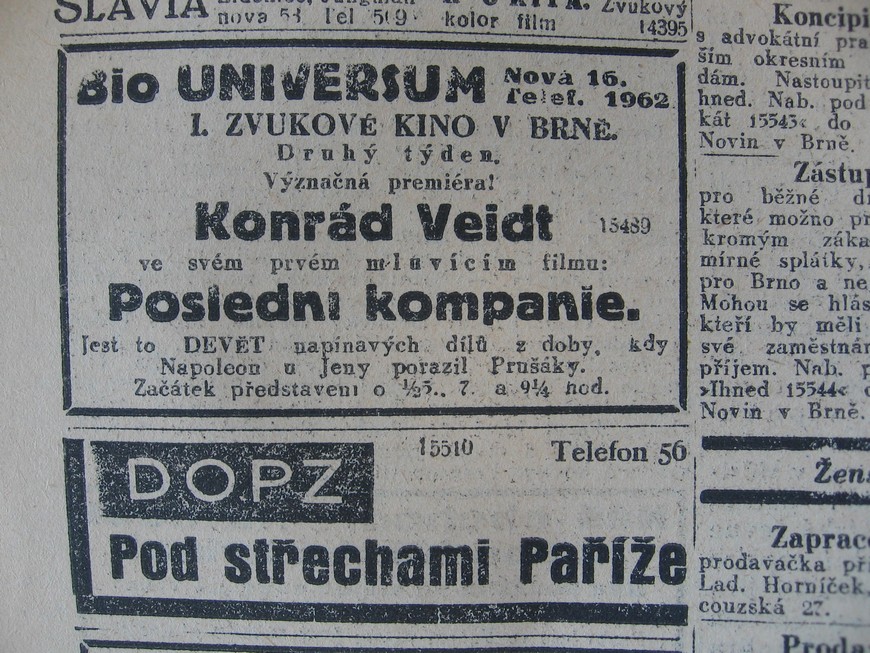 SLAVIA
nova 53 Tel 509 kolor film
Zvukový
14395
Bio UNIVERSUM Nová 16.
Telef. 1962
I. ZVUKOVÉ KINO V BRNĚ.
Druhý týden.
Význačná premiéra!
Konrád Veidt 15489
ve svém prvém mluvícím filmu:
Poslední kompanie.
Jest to DEVĚT napínavých dílů z doby, kdy
Napoleon u Jeny porazil Prušáky.
Začátek představení o ½5., 7. a 9¼ hod.
DOPZ 15510 Telefon 56
Pod střechami Paříže
Koncipi
s advokátní pra
ším okresním
dám. Nastoupit
hned. Nab. pod
kát 15543« do
Novin v Brně.
Zástup
pro běžné d
které možno př
kromým záka
mírné splátky,
pro Brno a ne
Mohou se hlás
kteří by měli
své zaměstnán
příjem. Nab. p
»Ihned 15544«
Novin v Brně.
Žens
Zaprac
prodavačka př
Lad. Horníček,
couzská 27.
Proda